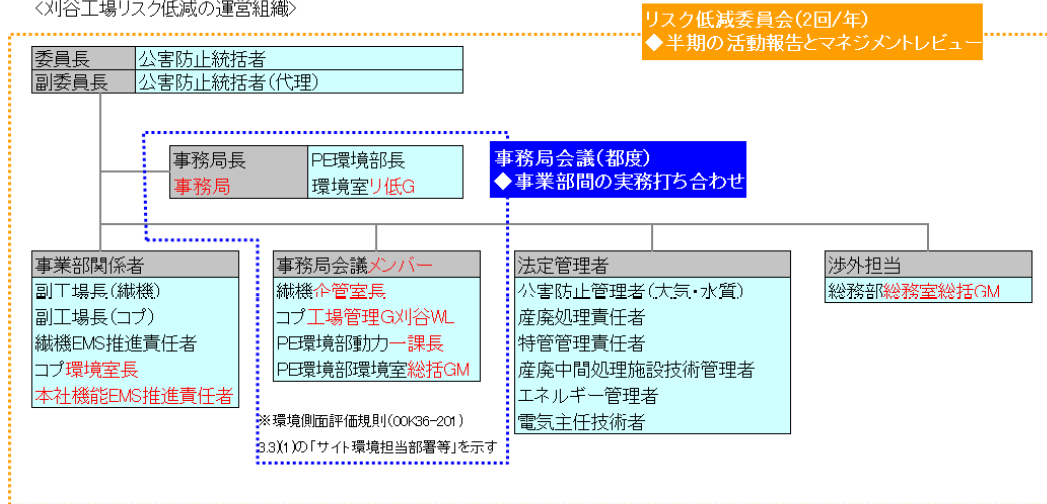 〈刈谷工場リスク低減の運営組織〉
リスク低減委員会(2回/年)
◆半期の活動報告とマネジメントレビュー
委員長 公害防止統括者
副委員長 公害防止統括者(代理)
事務局長 PE環境部長
事務局 環境室リ低G
事務局会議(都度)
◆事業部間の実務打ち合わせ
事業部関係者
副工場長(繊機)
副工場長(コプ)
繊機EMS推進責任者
コプ環境室長
本社機能EMS推進責任者
事務局会議メンバー
繊機企管室長
コプ工場管理G刈谷WL
PE環境部動力一課長
PE環境部環境室総括GM
※環境側面評価規則(00K36-201)
3.3)(1)の「サイト環境担当部署等」を示す
法定管理者
公害防止管理者(大気・水質)
産廃処理責任者
特管管理責任者
産廃中間処理施設技術管理者
エネルギー管理者
電気主任技術者
渉外担当
総務部総務室総括GM